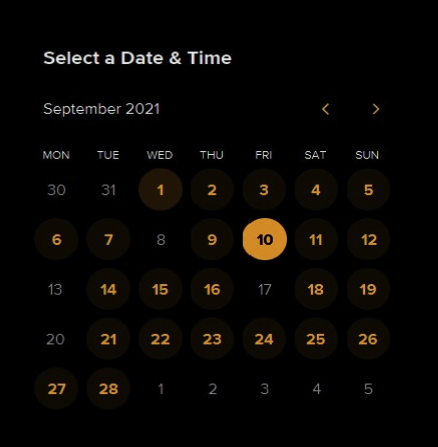 Select a Date & Time
September 2021 < >
MON TUE WED THU FRI SAT SUN
30 31 1 2 3 4 5
6 7 8 9 10 11 12
13 14 15 16 17 18 19
20 21 22 23 24 25 26
27 28 1 2 3 4 5